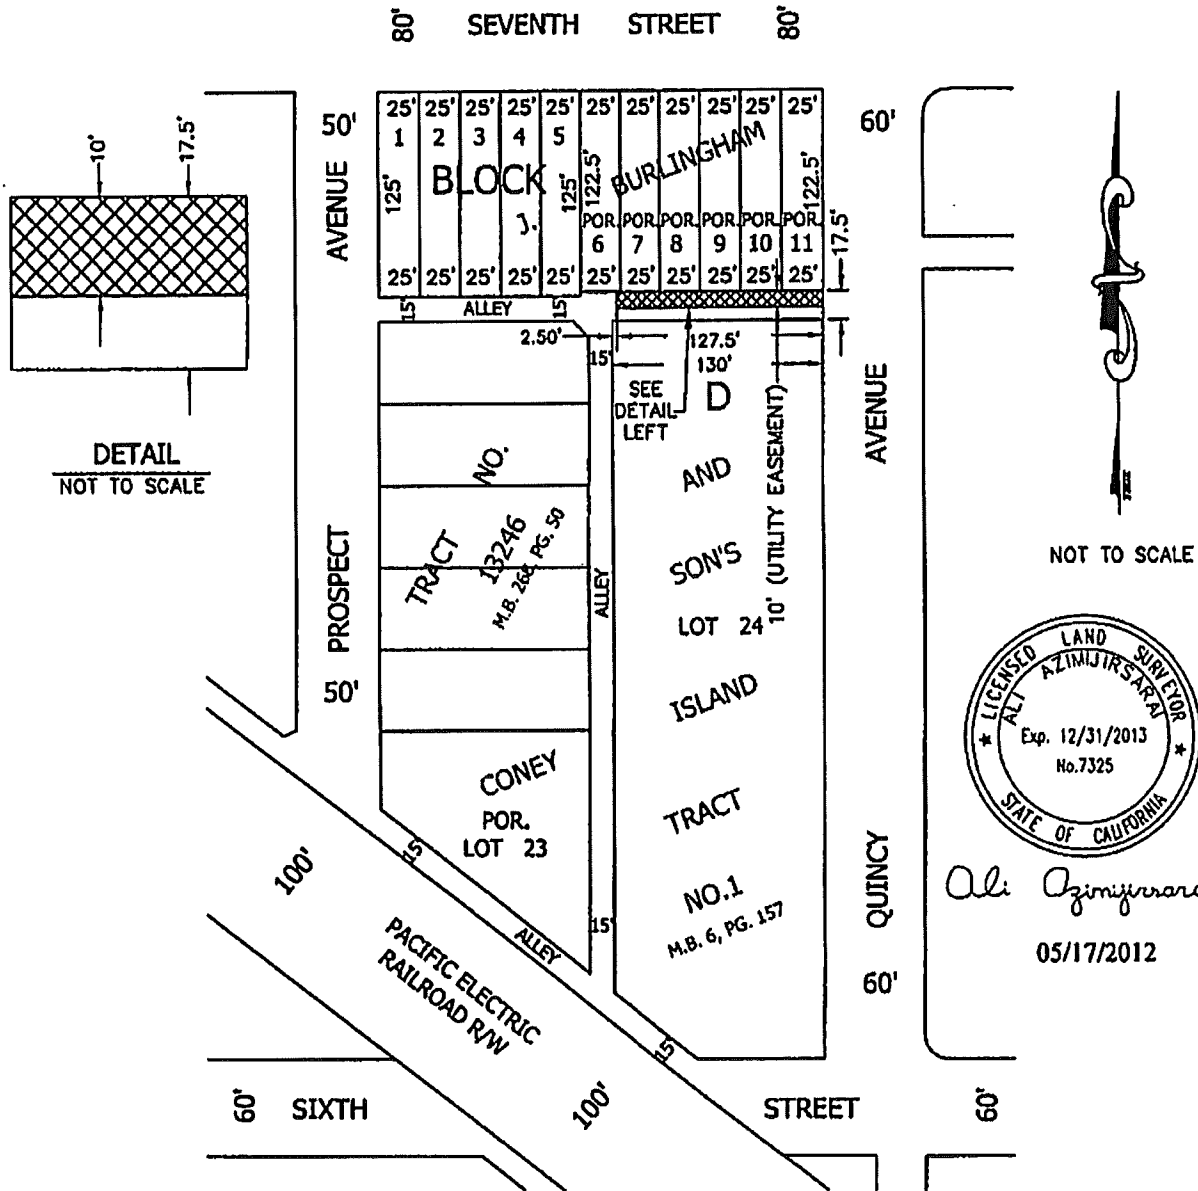 80' SEVENTH STREET 80'
50'
25' 25' 25' 25' 25' 25' 25' 25' 25' 25' 25'
60'
1 2 3 4 5
BLOCK
J.
BURLINGHAM
125' 125' 122.5' 122.5'
POR. POR. POR. POR. POR. POR.
6 7 8 9 10 11
25' 25' 25' 25' 25' 25' 25' 25' 25' 25' 25'
17.5'
10' 17.5'
DETAIL
NOT TO SCALE
AVENUE
PROSPECT
50'
15' ALLEY 15'
2.50' 127.5'
15' 130'
SEE
DETAIL
LEFT
D
AND
SON'S
LOT 24
ISLAND
TRACT
NO.1
M.B. 6, PG. 157
10' (UTILITY EASEMENT)
NO.
TRACT 13246
M.B. 268, PG. 50
ALLEY
CONEY
POR.
LOT 23
15'
15'
ALLEY
15'
100'
PACIFIC ELECTRIC
RAILROAD R/W
100'
AVENUE
QUINCY
60'
60' SIXTH STREET 60'
NOT TO SCALE
LICENSED LAND SURVEYOR
ALI AZIMIJIRSARAI
Exp. 12/31/2013
No.7325
STATE OF CALIFORNIA
Ali Azimijirsarai
05/17/2012